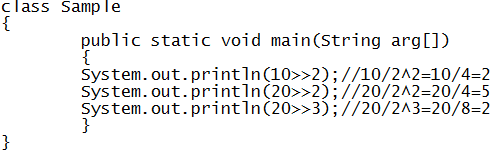 class Sample
{
public static void main(String arg[])
{
System.out.println(10>>2);//10/2^2=10/4=2
System.out.println(20>>2);//20/2^2=20/4=5
System.out.println(20>>3);//20/2^3=20/8=2
}
}